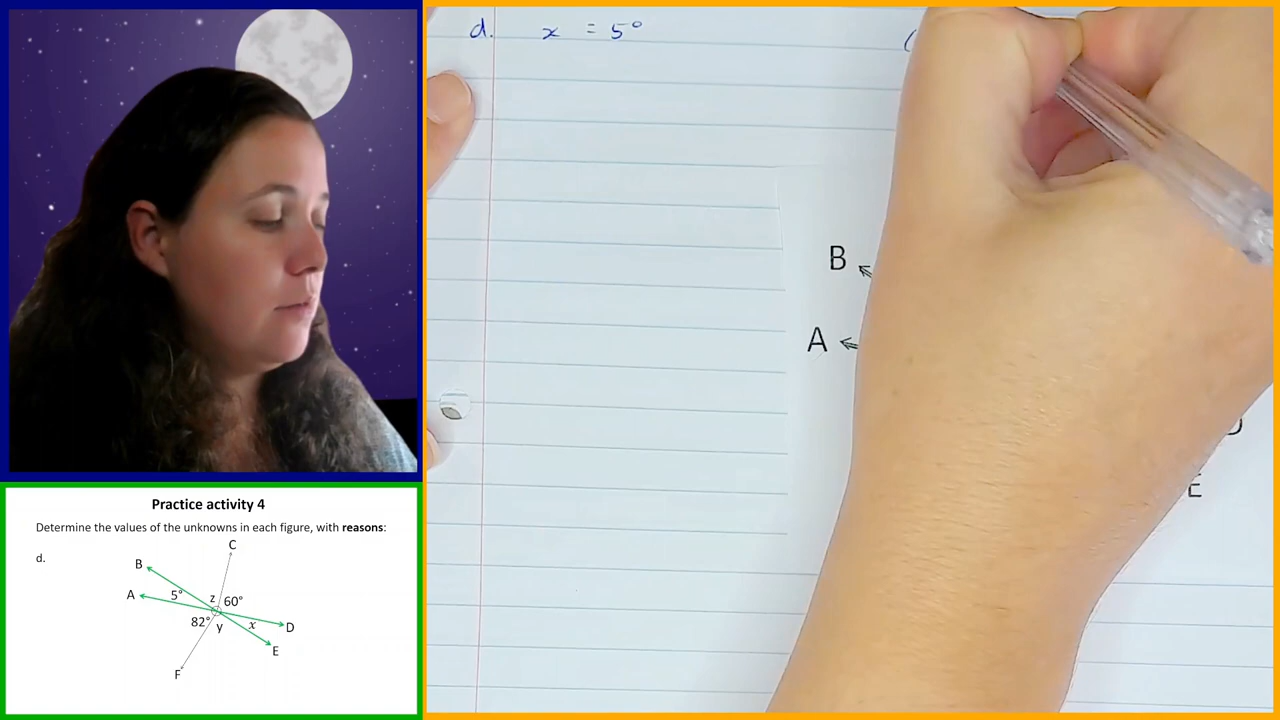 d. x = 5° (
B
A
E
Practice activity 4
Determine the values of the unknowns in each figure, with reasons:
d.
C
B
A 5° z 60°
82° y x D
E
F